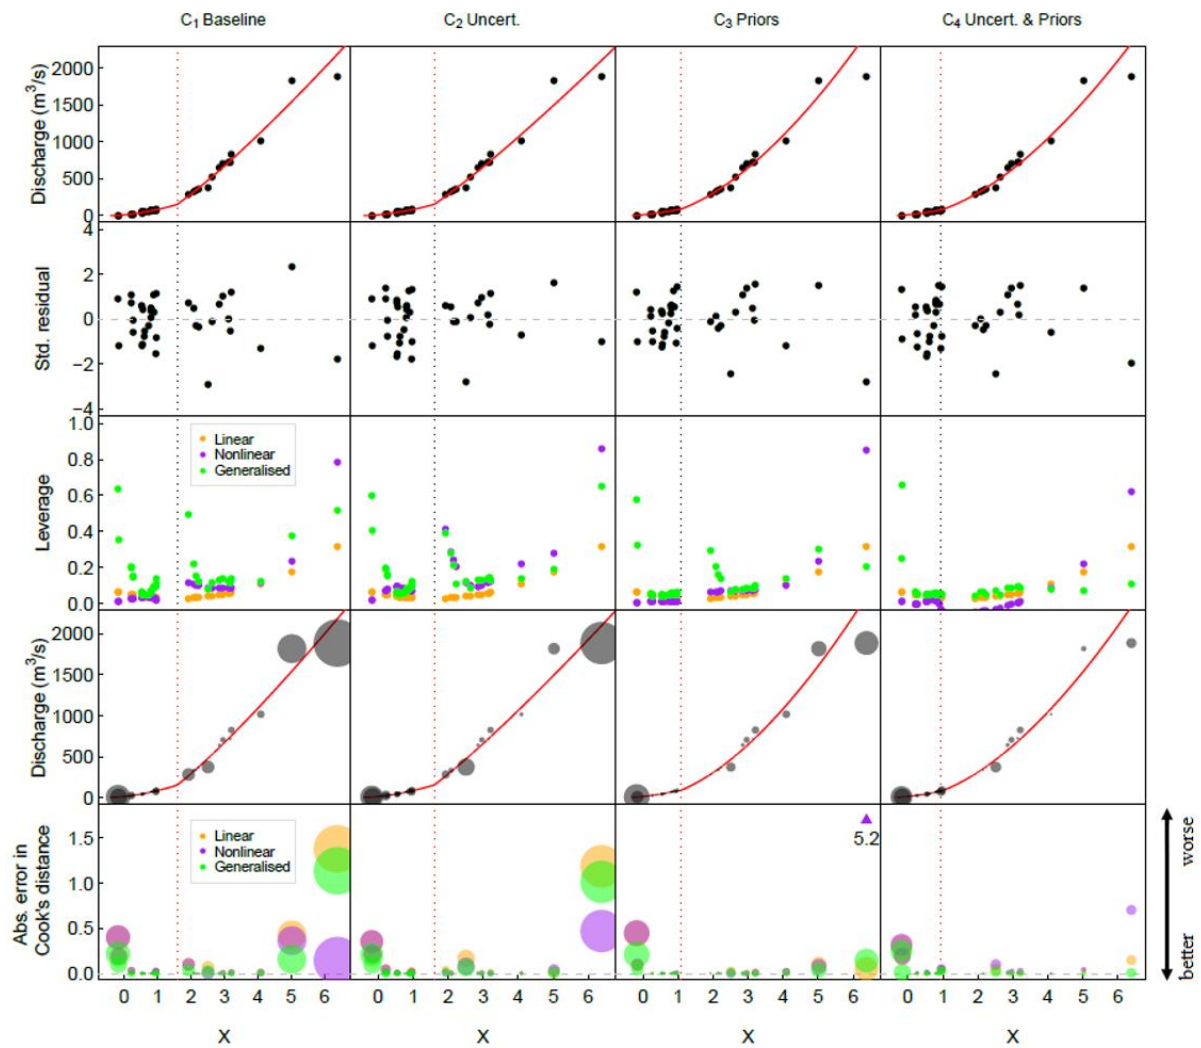 C1 Baseline C2 Uncert. C3 Priors C4 Uncert. & Priors
Discharge (m³/s)
2000
1500
1000
500
0
Std. residual
4
2
0
−2
−4
Leverage
1.0
0.8
0.6
0.4
0.2
0.0
Linear
Nonlinear
Generalised
Discharge (m³/s)
2000
1500
1000
500
0
Abs. error in
Cook's distance
1.5
1.0
0.5
0.0
Linear
Nonlinear
Generalised
5.2
worse
better
0 1 2 3 4 5 6 0 1 2 3 4 5 6 0 1 2 3 4 5 6 0 1 2 3 4 5 6
X X X X